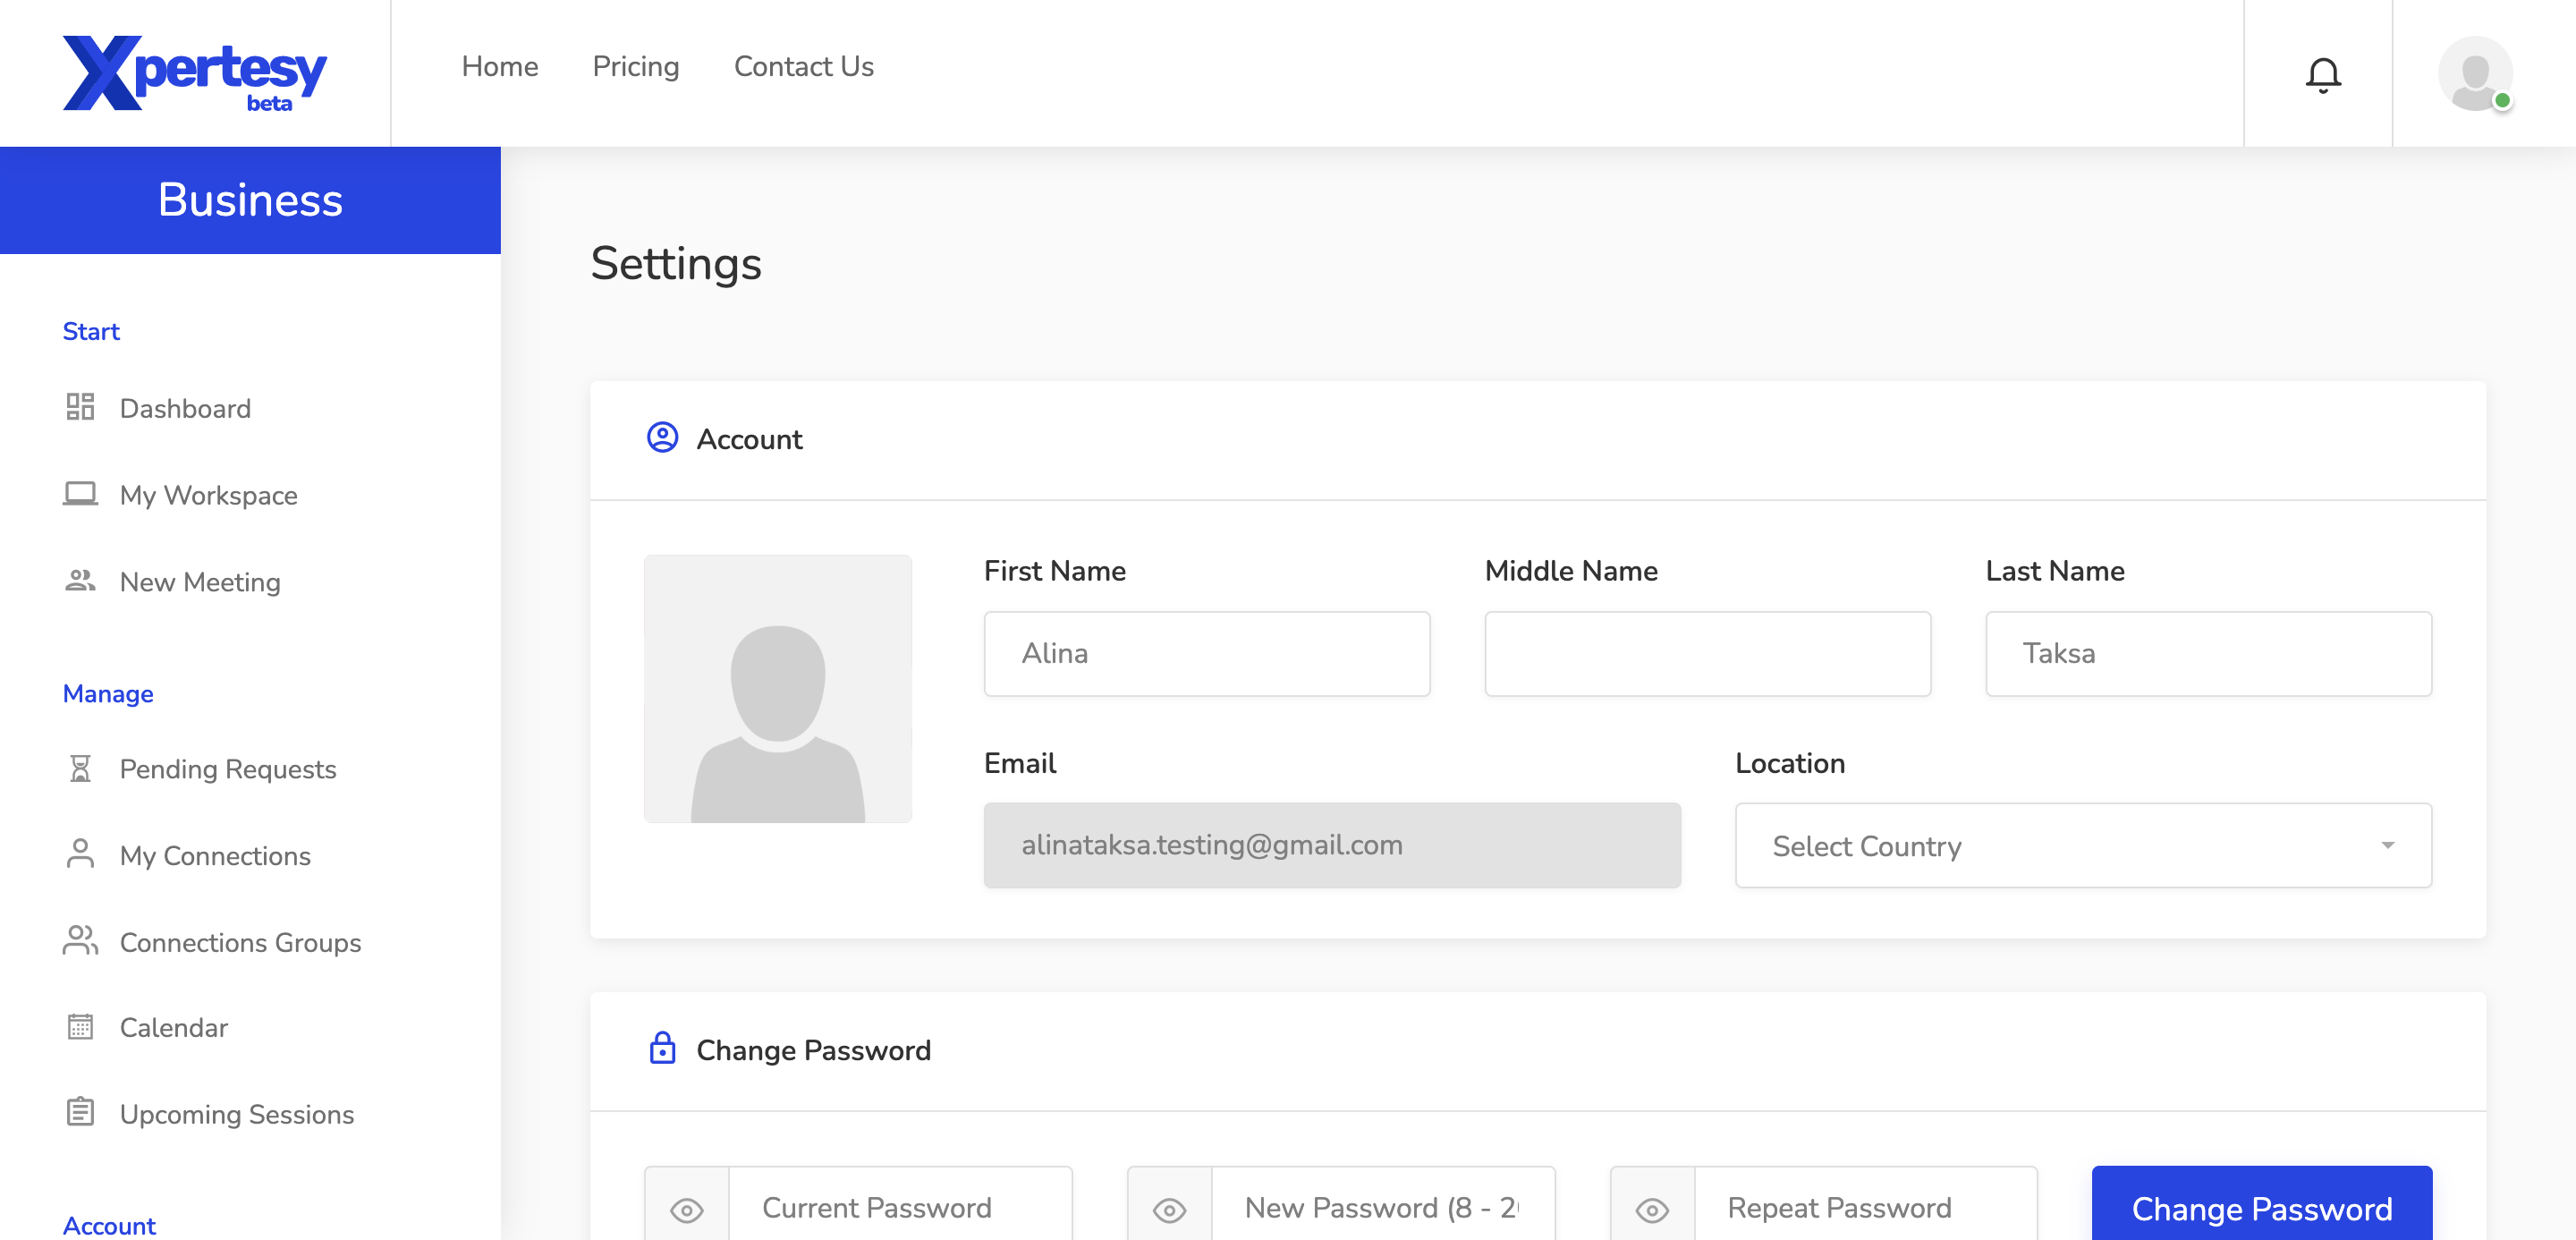 Xpertesy
beta
Home
Pricing
Contact Us
Business
Start
Dashboard
My Workspace
New Meeting
Manage
Pending Requests
My Connections
Connections Groups
Calendar
Upcoming Sessions
Account
Settings
Account
First Name
Middle Name
Last Name
Alina
Taksa
Email
Location
alinataksa.testing@gmail.com
Select Country
Change Password
Current Password
New Password (8 - 2
Repeat Password
Change Password